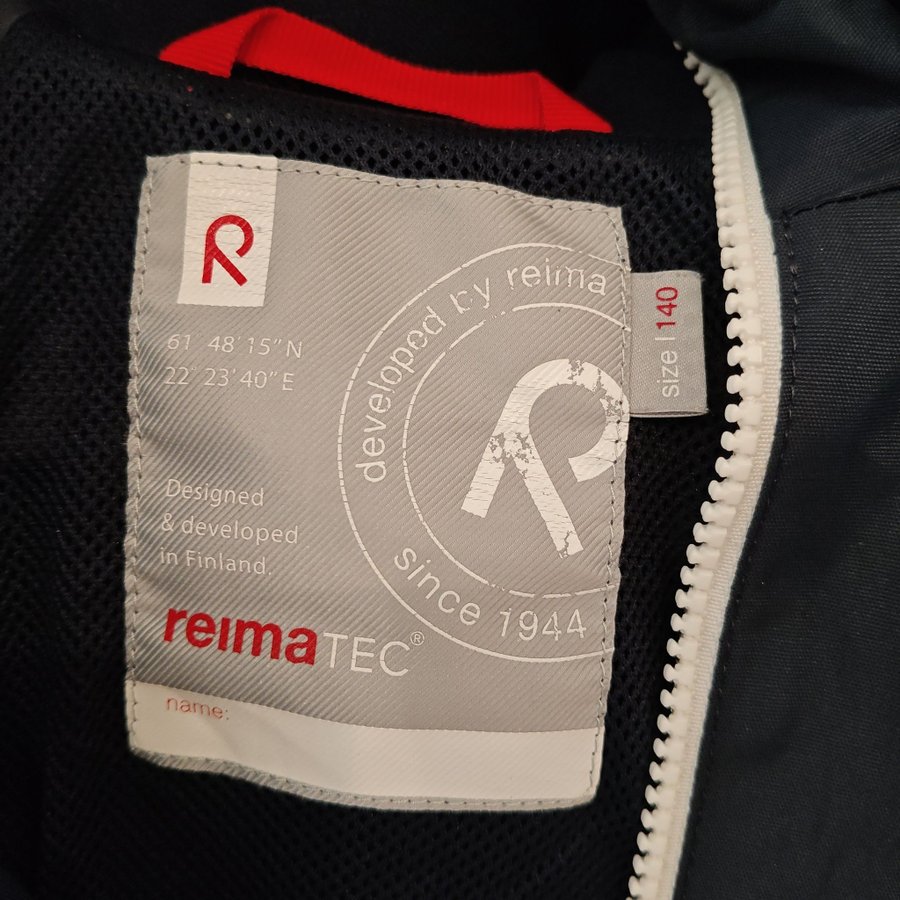 R
61° 48' 15" N
22° 23' 40" E
developed by reima
since 1944
R
size | 140
Designed
& developed
in Finland.
reimaTEC®
name: